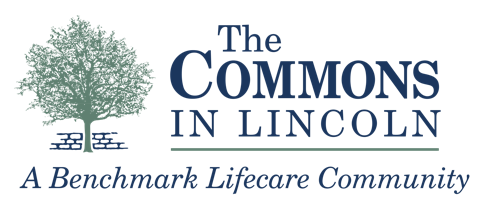 The
COMMONS
IN LINCOLN
A Benchmark Lifecare Community